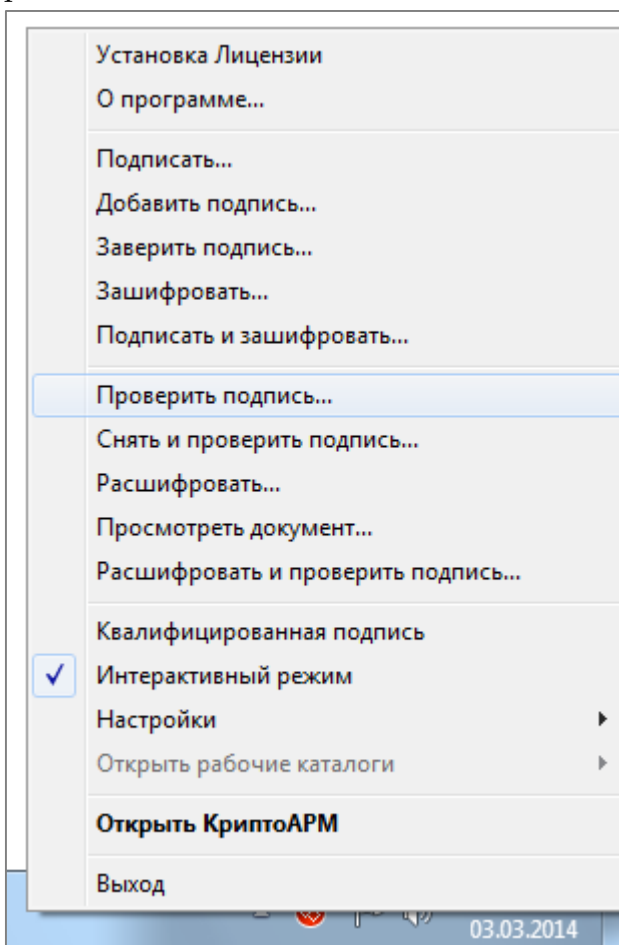 Установка Лицензии
О программе...
Подписать...
Добавить подпись...
Заверить подпись...
Зашифровать...
Подписать и зашифровать...
Проверить подпись...
Снять и проверить подпись...
Расшифровать...
Просмотреть документ...
Расшифровать и проверить подпись...
Квалифицированная подпись
Интерактивный режим
Настройки
Открыть рабочие каталоги
Открыть КриптоАРМ
Выход
03.03.2014